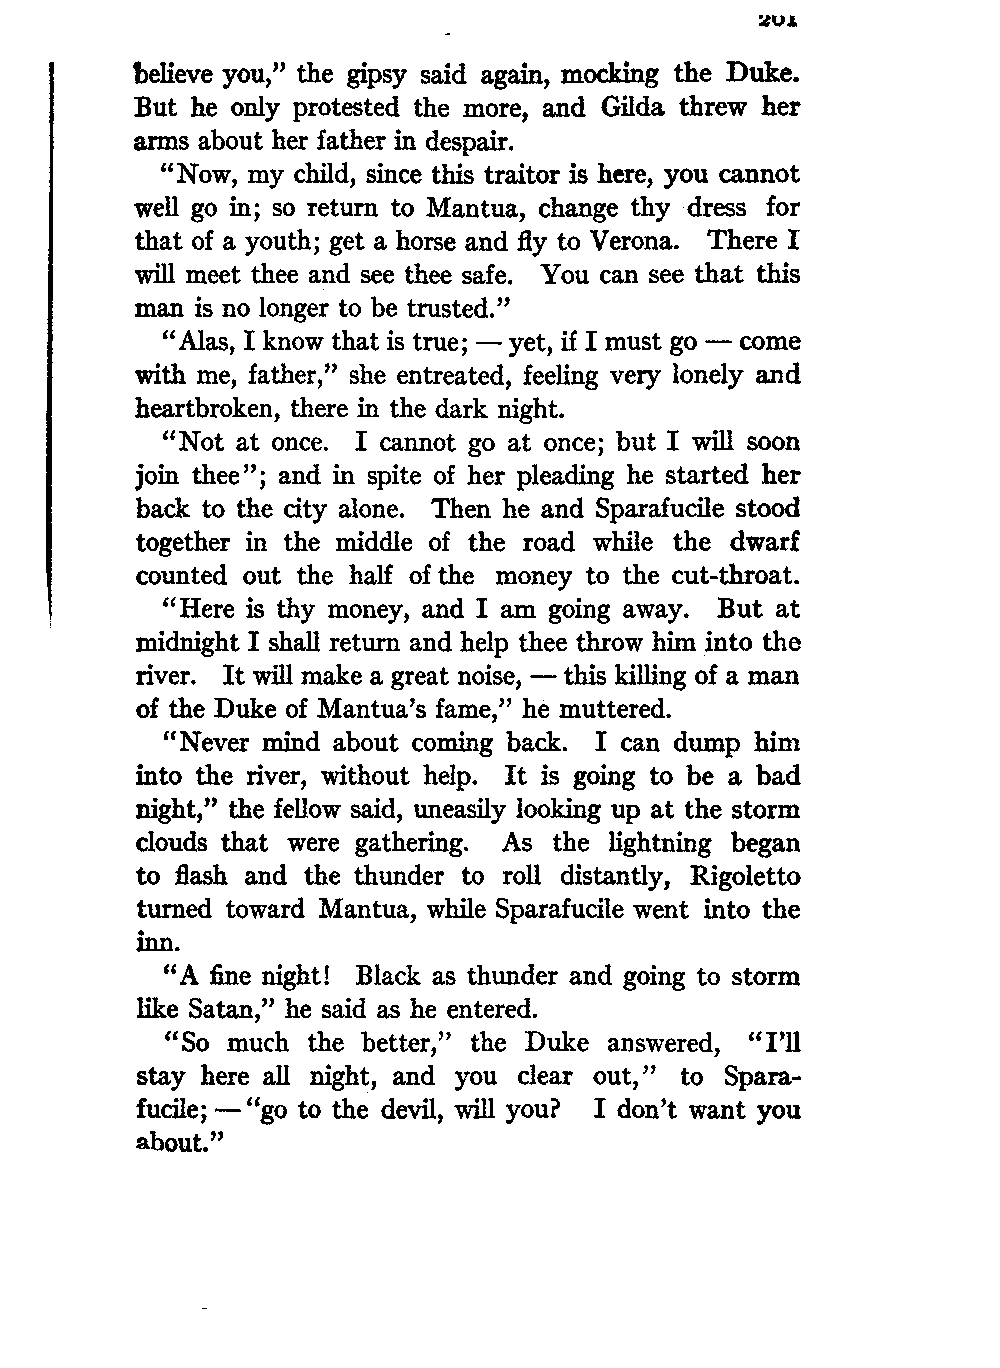 201
believe you,” the gipsy said again, mocking the Duke.
But he only protested the more, and Gilda threw her
arms about her father in despair.
“Now, my child, since this traitor is here, you cannot
well go in; so return to Mantua, change thy dress for
that of a youth; get a horse and fly to Verona. There I
will meet thee and see thee safe. You can see that this
man is no longer to be trusted.”
“Alas, I know that is true; — yet, if I must go — come
with me, father,” she entreated, feeling very lonely and
heartbroken, there in the dark night.
“Not at once. I cannot go at once; but I will soon
join thee”; and in spite of her pleading he started her
back to the city alone. Then he and Sparafucile stood
together in the middle of the road while the dwarf
counted out the half of the money to the cut-throat.
“Here is thy money, and I am going away. But at
midnight I shall return and help thee throw him into the
river. It will make a great noise, — this killing of a man
of the Duke of Mantua’s fame,” he muttered.
“Never mind about coming back. I can dump him
into the river, without help. It is going to be a bad
night,” the fellow said, uneasily looking up at the storm
clouds that were gathering. As the lightning began
to flash and the thunder to roll distantly, Rigoletto
turned toward Mantua, while Sparafucile went into the
inn.
“A fine night! Black as thunder and going to storm
like Satan,” he said as he entered.
“So much the better,” the Duke answered, “I’ll
stay here all night, and you clear out,” to Spara-
fucile; — “go to the devil, will you? I don’t want you
about.”